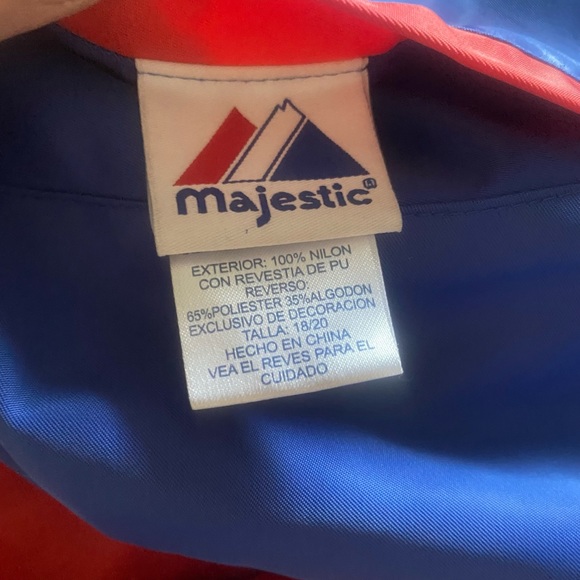 majestic®
EXTERIOR: 100% NILON
CON REVESTIA DE PU
REVERSO:
65%POLIESTER 35%ALGODON
EXCLUSIVO DE DECORACION
TALLA: 18/20
HECHO EN CHINA
VEA EL REVES PARA EL
CUIDADO